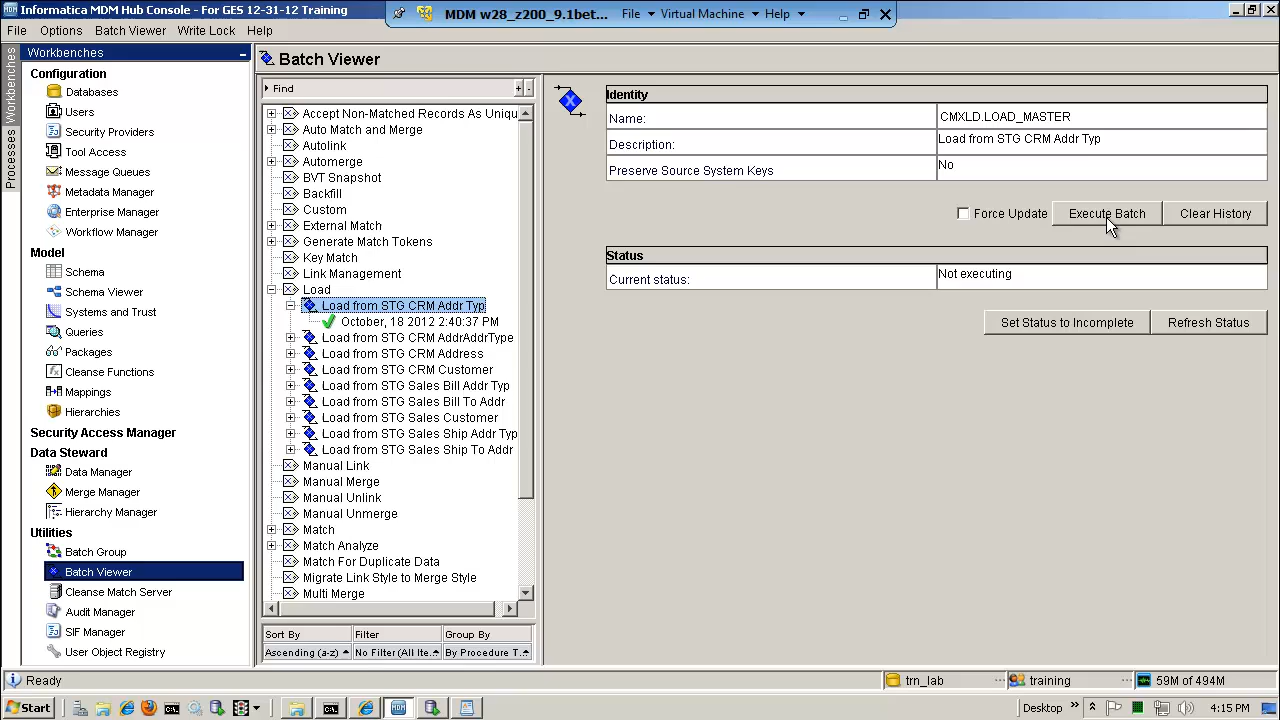 Informatica MDM Hub Console - For GES 12-31-12 Training
MDM w28_z200_9.1bet...
File
Virtual Machine
Help
File
Options
Batch Viewer
Write Lock
Help
Workbenches
Processes
Workbenches
Configuration
Databases
Users
Security Providers
Tool Access
Message Queues
Metadata Manager
Enterprise Manager
Workflow Manager
Model
Schema
Schema Viewer
Systems and Trust
Queries
Packages
Cleanse Functions
Mappings
Hierarchies
Security Access Manager
Data Steward
Data Manager
Merge Manager
Hierarchy Manager
Utilities
Batch Group
Batch Viewer
Cleanse Match Server
Audit Manager
SIF Manager
User Object Registry
Batch Viewer
Find
+ -
Accept Non-Matched Records As Uniqu
Auto Match and Merge
Autolink
Automerge
BVT Snapshot
Backfill
Custom
External Match
Generate Match Tokens
Key Match
Link Management
Load
Load from STG CRM Addr Typ
October, 18 2012 2:40:37 PM
Load from STG CRM AddrAddrType
Load from STG CRM Address
Load from STG CRM Customer
Load from STG Sales Bill Addr Typ
Load from STG Sales Bill To Addr
Load from STG Sales Customer
Load from STG Sales Ship Addr Typ
Load from STG Sales Ship To Addr
Manual Link
Manual Merge
Manual Unlink
Manual Unmerge
Match
Match Analyze
Match For Duplicate Data
Migrate Link Style to Merge Style
Multi Merge
Sort By
Filter
Group By
Ascending (a-z)
No Filter (All Ite...
By Procedure T...
Identity
Name:
CMXLD.LOAD_MASTER
Description:
Load from STG CRM Addr Typ
Preserve Source System Keys
No
Force Update
Execute Batch
Clear History
Status
Current status:
Not executing
Set Status to Incomplete
Refresh Status
Ready
trn_lab
training
59M of 494M
Start
Desktop
4:15 PM